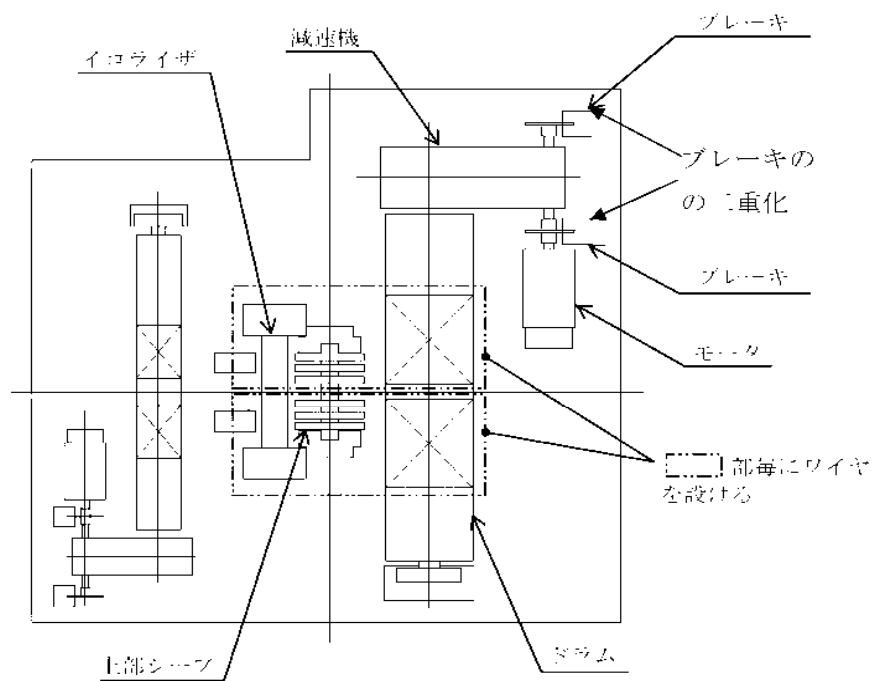 ブレーキ
減速機
イコライザ
ブレーキの
の二重化
ブレーキ
モータ
部毎にワイヤ
を設ける
上部シーブ
ドラム